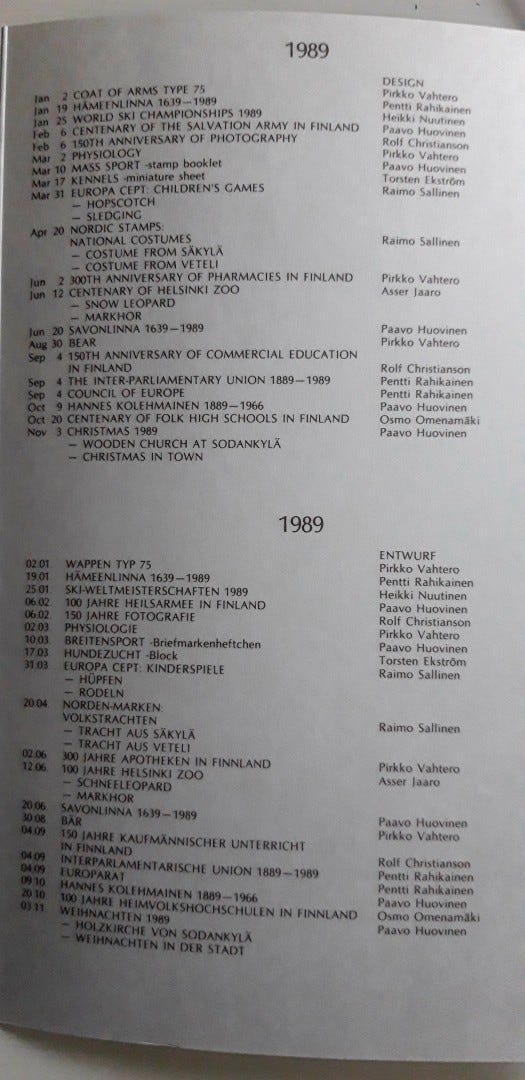 1989
DESIGN
Jan 2 COAT OF ARMS TYPE 75 Pirkko Vahtero
Jan 19 HÄMEENLINNA 1639—1989 Pentti Rahikainen
Jan 25 WORLD SKI CHAMPIONSHIPS 1989 Heikki Nuutinen
Feb 6 CENTENARY OF THE SALVATION ARMY IN FINLAND Paavo Huovinen
Feb 6 150TH ANNIVERSARY OF PHOTOGRAPHY Rolf Christianson
Mar 2 PHYSIOLOGY Pirkko Vahtero
Mar 10 MASS SPORT -stamp booklet Paavo Huovinen
Mar 17 KENNELS -miniature sheet Torsten Ekström
Mar 31 EUROPA CEPT: CHILDREN'S GAMES Raimo Sallinen
— HOPSCOTCH
— SLEDGING
Apr 20 NORDIC STAMPS:
NATIONAL COSTUMES Raimo Sallinen
— COSTUME FROM SÄKYLÄ
— COSTUME FROM VETELI
Jun 2 300TH ANNIVERSARY OF PHARMACIES IN FINLAND Pirkko Vahtero
Jun 12 CENTENARY OF HELSINKI ZOO Asser Jaaro
— SNOW LEOPARD
— MARKHOR
Jun 20 SAVONLINNA 1639—1989 Paavo Huovinen
Aug 30 BEAR Pirkko Vahtero
Sep 4 150TH ANNIVERSARY OF COMMERCIAL EDUCATION
IN FINLAND Rolf Christianson
Sep 4 THE INTER-PARLIAMENTARY UNION 1889—1989 Pentti Rahikainen
Sep 4 COUNCIL OF EUROPE Pentti Rahikainen
Oct 9 HANNES KOLEHMAINEN 1889—1966 Paavo Huovinen
Oct 20 CENTENARY OF FOLK HIGH SCHOOLS IN FINLAND Osmo Omenamäki
Nov 3 CHRISTMAS 1989 Paavo Huovinen
— WOODEN CHURCH AT SODANKYLÄ
— CHRISTMAS IN TOWN
1989
ENTWURF
02.01. WAPPEN TYP 75 Pirkko Vahtero
19.01. HÄMEENLINNA 1639—1989 Pentti Rahikainen
25.01. SKI-WELTMEISTERSCHAFTEN 1989 Heikki Nuutinen
06.02. 100 JAHRE HEILSARMEE IN FINLAND Paavo Huovinen
06.02. 150 JAHRE FOTOGRAFIE Rolf Christianson
02.03. PHYSIOLOGIE Pirkko Vahtero
10.03. BREITENSPORT -Briefmarkenheftchen Paavo Huovinen
17.03. HUNDEZUCHT -Block Torsten Ekström
31.03 EUROPA CEPT: KINDERSPIELE Raimo Sallinen
— HÜPFEN
— RODELN
20.04. NORDEN-MARKEN:
VOLKSTRACHTEN
— TRACHT AUS SÄKYLÄ Raimo Sallinen
— TRACHT AUS VETELI
02.06. 300 JAHRE APOTHEKEN IN FINNLAND
12.06. 100 JAHRE HELSINKI ZOO Pirkko Vahtero
— SCHNEELEOPARD Asser Jaaro
— MARKHOR
20.06. SAVONLINNA 1639—1989
30.08 BÄR Paavo Huovinen
04.09 150 JAHRE KAUFMÄNNISCHER UNTERRICHT Pirkko Vahtero
IN FINNLAND
04.09 INTERPARLAMENTARISCHE UNION 1889—1989 Rolf Christianson
04.09 EUROPARAT Pentti Rahikainen
09.10 HANNES KOLEHMAINEN 1889—1966 Pentti Rahikainen
20.10 100 JAHRE HEIMVOLKSHOCHSCHULEN IN FINNLAND Paavo Huovinen
03.11. WEIHNACHTEN 1989 Osmo Omenamäki
— HOLZKIRCHE VON SODANKYLÄ Paavo Huovinen
— WEIHNACHTEN IN DER STADT